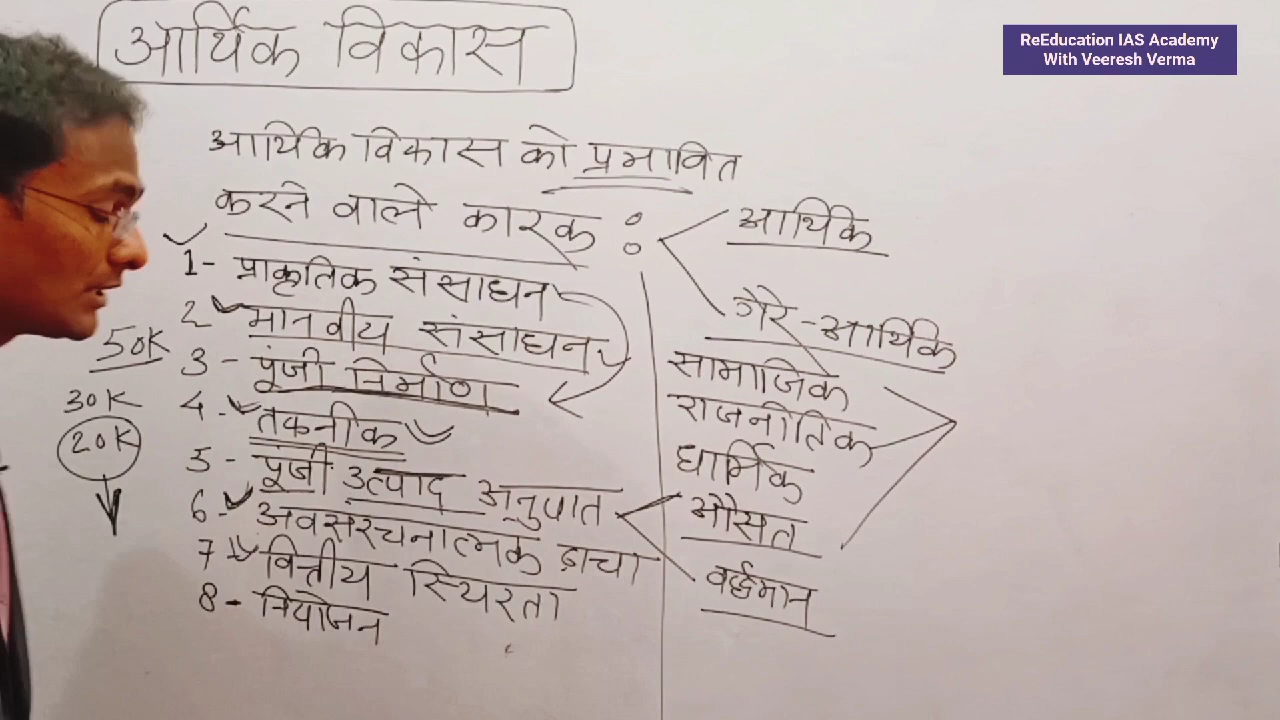 आर्थिक विकास
ReEducation IAS Academy
With Veeresh Verma
आर्थिक विकास को प्रभावित
करने वाले कारक :
1- प्राकृतिक संसाधन
2- मानवीय संसाधन
3- पूंजी निर्माण
4- तकनीक
5- पूंजी उत्पाद अनुपात
6- अवसंरचनात्मक ढ़ाचा
7- वित्तीय स्थिरता
8- नियोजन
50K
30K
20K
आर्थिक
गैर-आर्थिक
सामाजिक
राजनीतिक
धार्मिक
औसत
वर्द्धमान